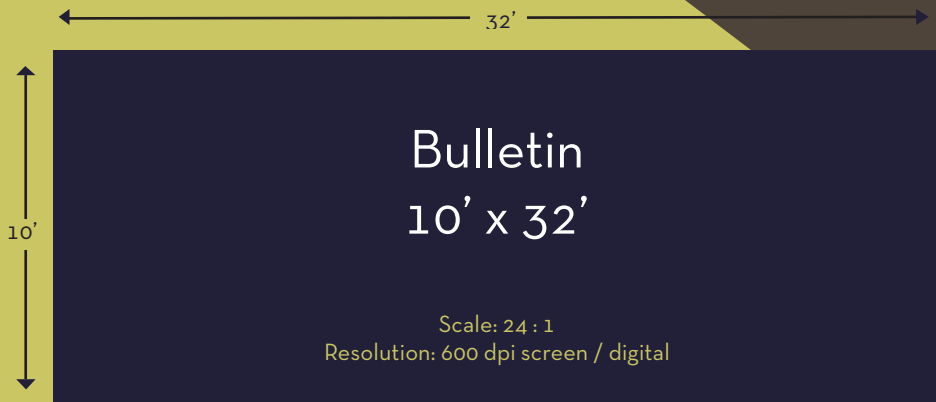 32’
10’
Bulletin
10’ x 32’
Scale: 24 : 1
Resolution: 600 dpi screen / digital